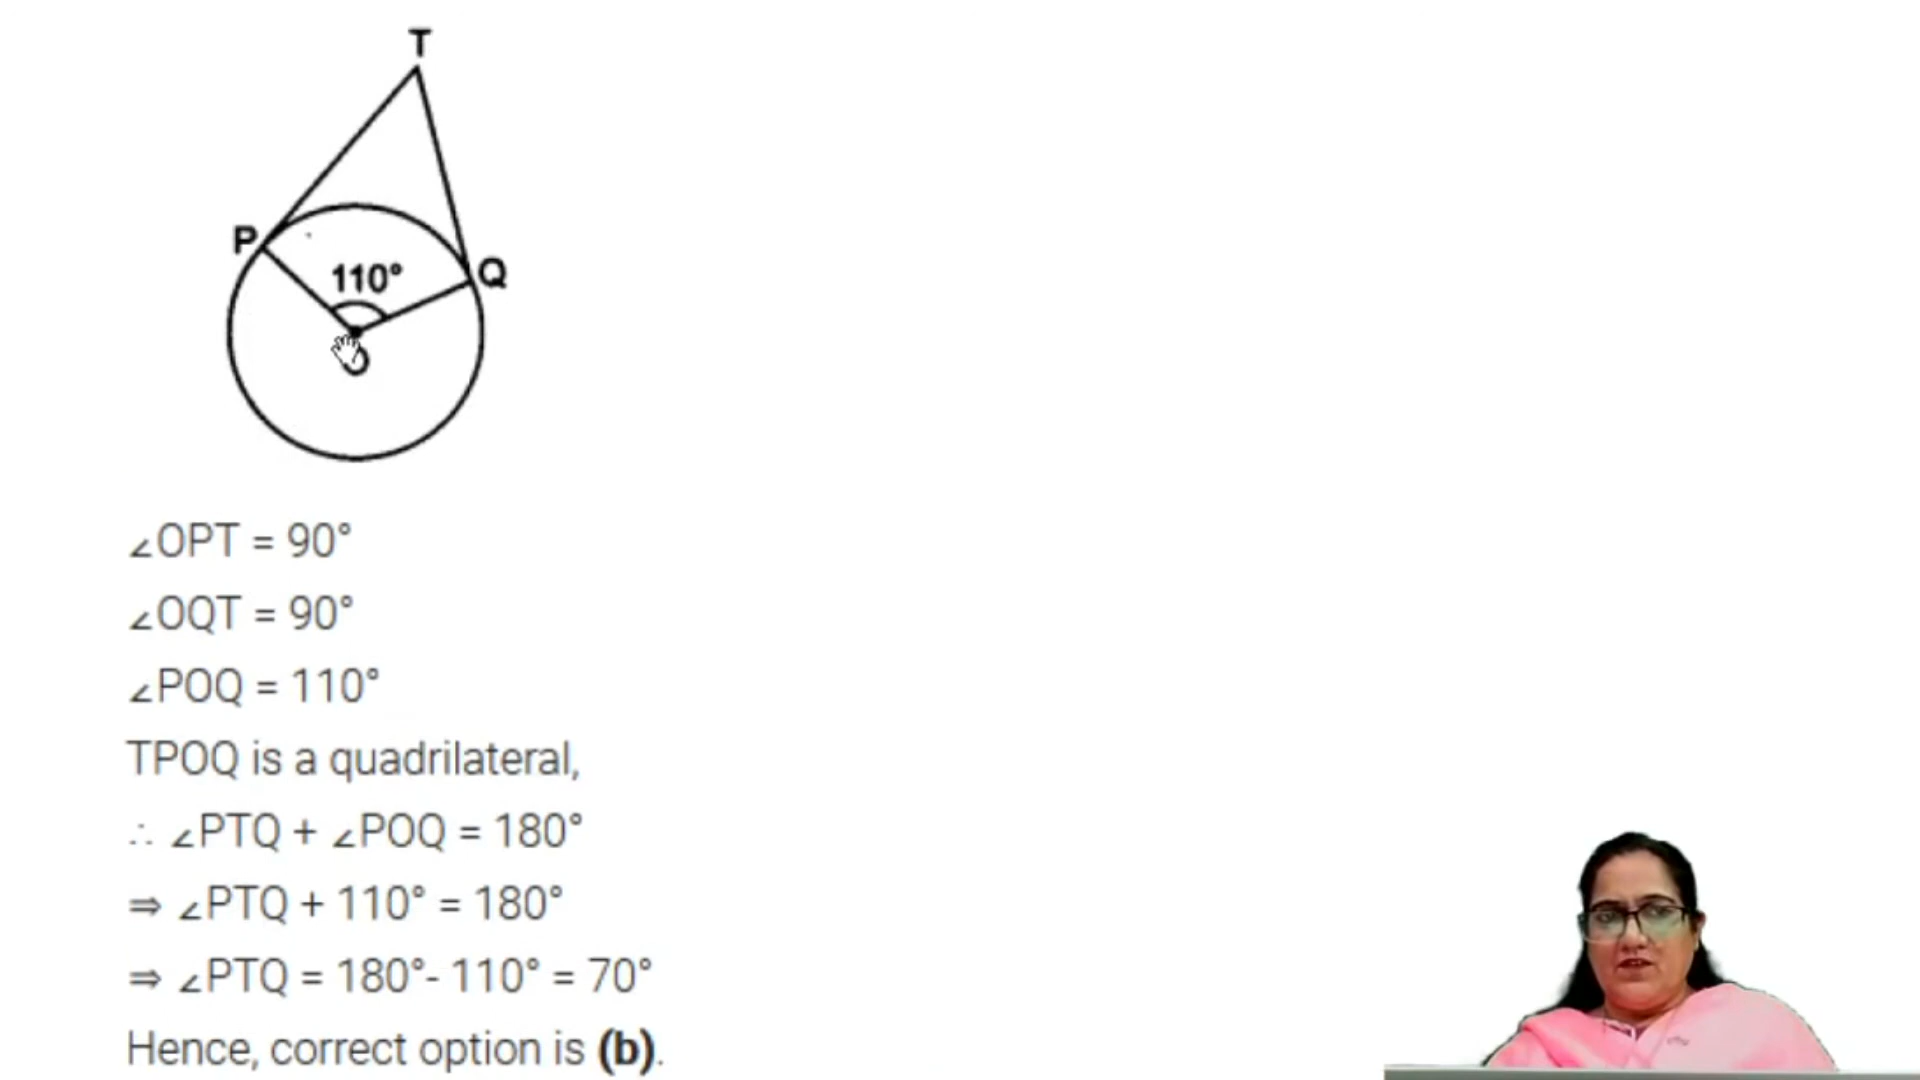 T
P
110°
Q
O
∠OPT = 90°
∠OQT = 90°
∠POQ = 110°
TPOQ is a quadrilateral,
∴ ∠PTQ + ∠POQ = 180°
⇒ ∠PTQ + 110° = 180°
⇒ ∠PTQ = 180°- 110° = 70°
Hence, correct option is (b).